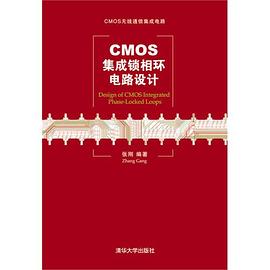 CMOS无线通信集成电路
CMOS
集成锁相环
电路设计
Design of CMOS Integrated
Phase-Locked Loops
张刚 编著
Zhang Gang
清华大学出版社